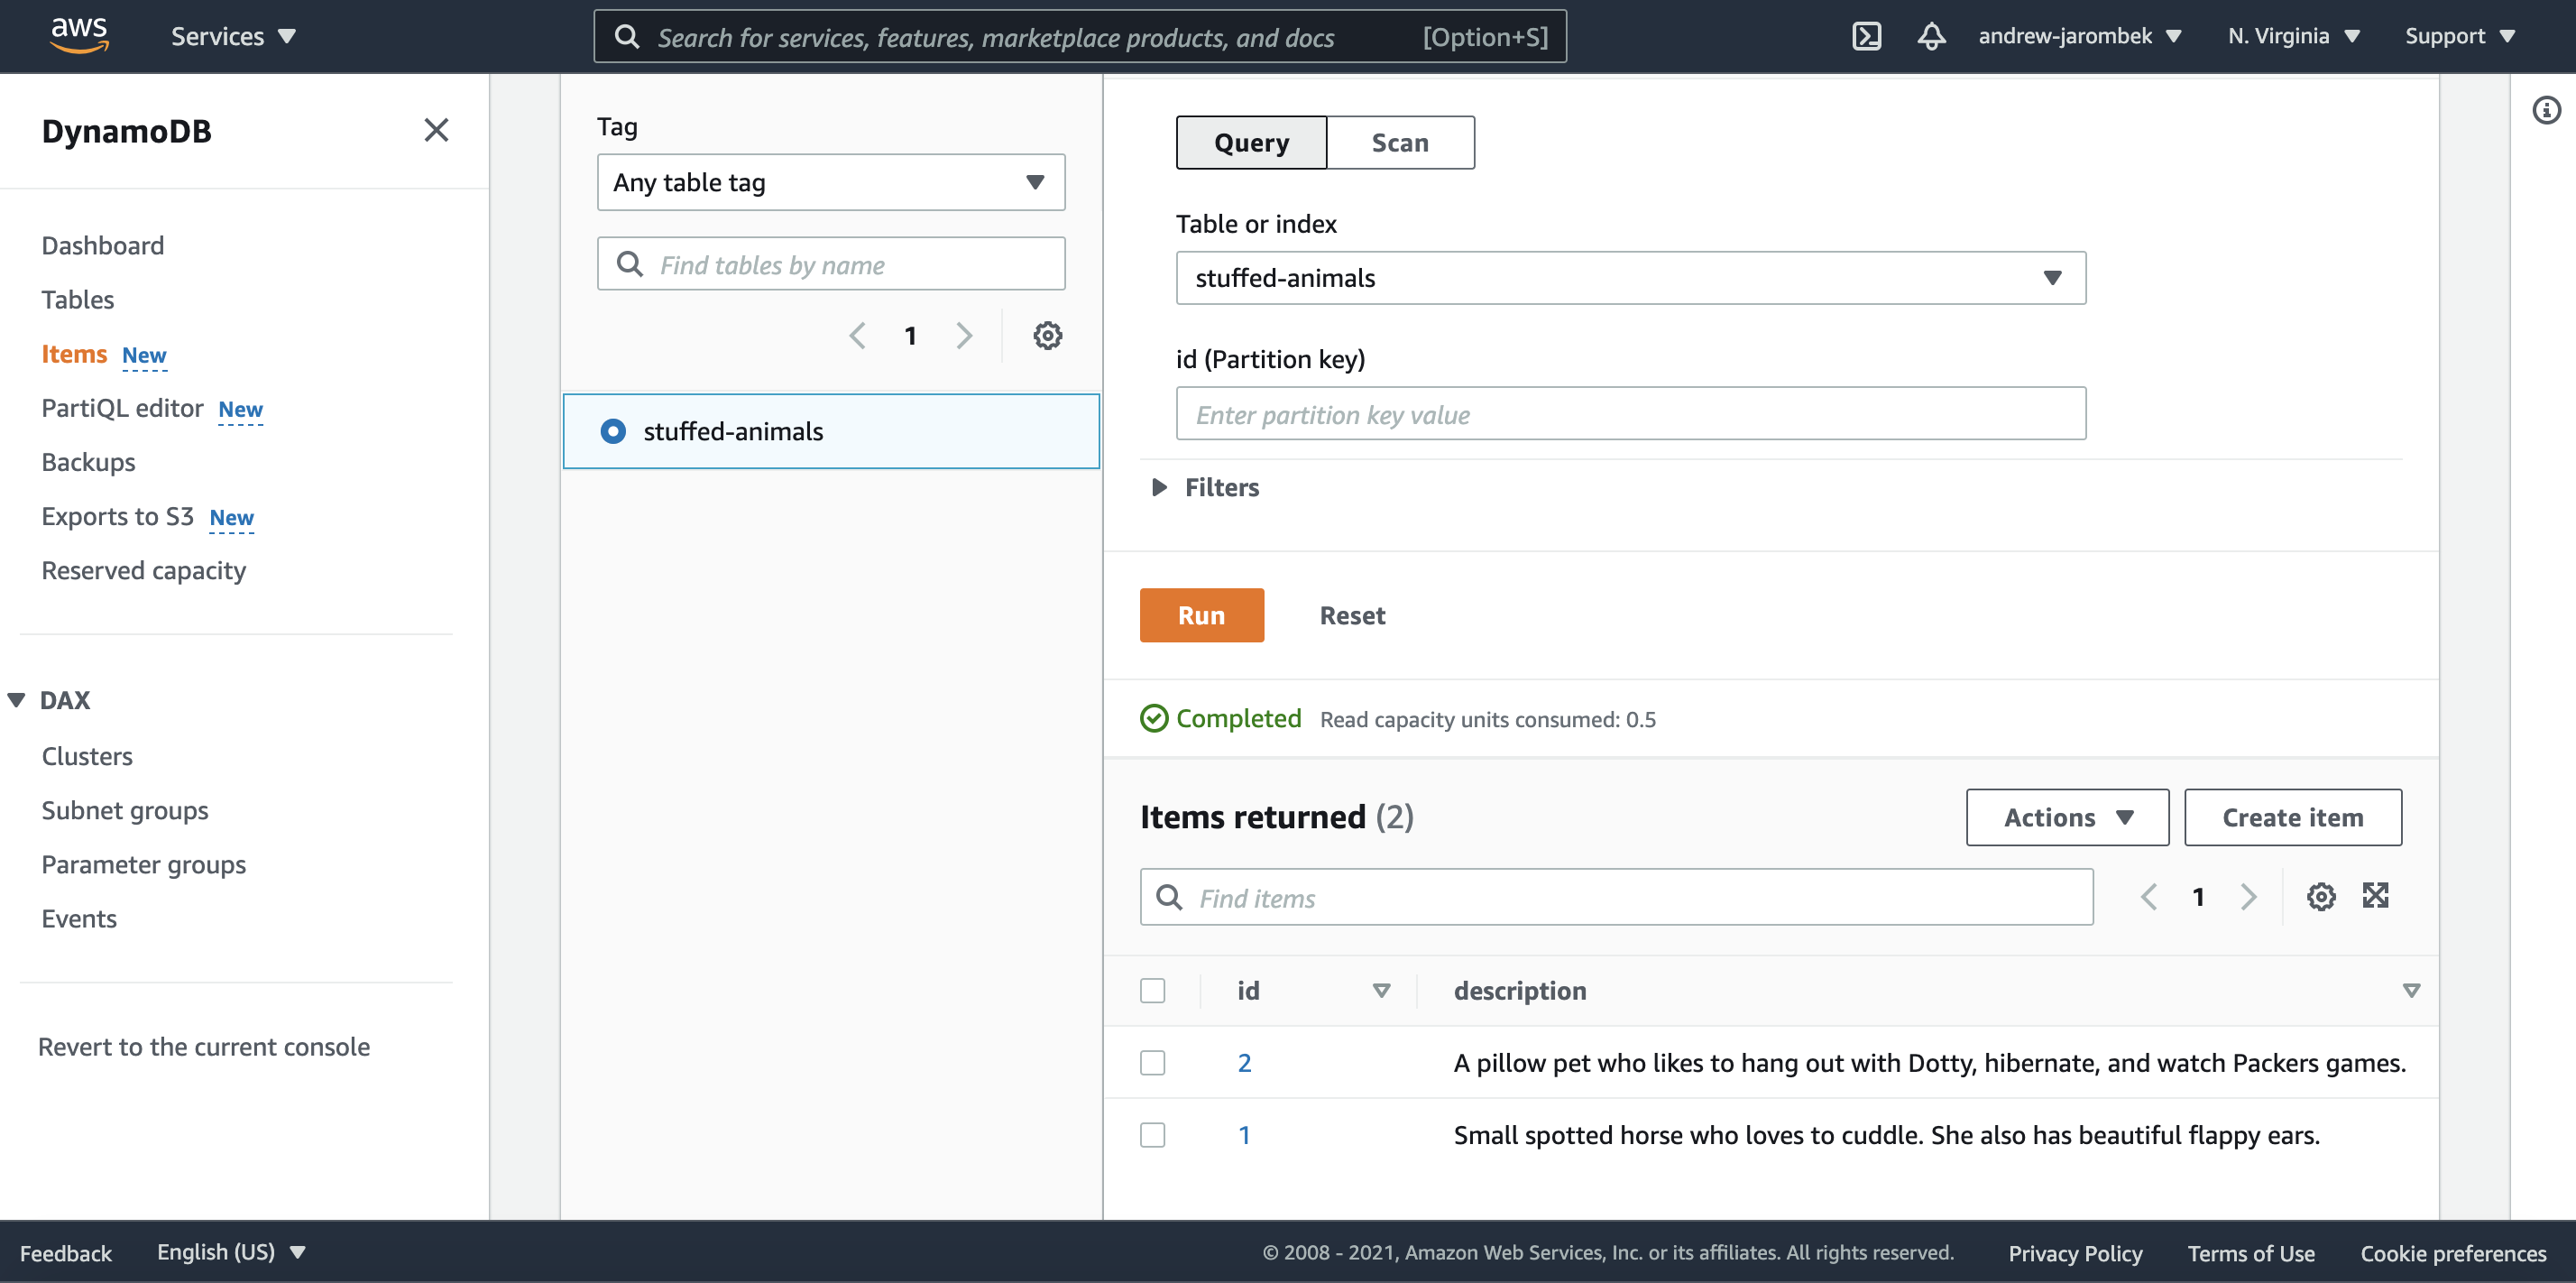 aws Services Search for services, features, marketplace products, and docs [Option+S] andrew-jarombek N. Virginia Support
DynamoDB
Dashboard
Tables
Items New
PartiQL editor New
Backups
Exports to S3 New
Reserved capacity
DAX
Clusters
Subnet groups
Parameter groups
Events
Revert to the current console
Tag
Any table tag
Find tables by name
1
stuffed-animals
Query Scan
Table or index
stuffed-animals
id (Partition key)
Enter partition key value
Filters
Run Reset
Completed Read capacity units consumed: 0.5
Items returned (2) Actions Create item
Find items 1
id description
2 A pillow pet who likes to hang out with Dotty, hibernate, and watch Packers games.
1 Small spotted horse who loves to cuddle. She also has beautiful flappy ears.
Feedback English (US) © 2008 - 2021, Amazon Web Services, Inc. or its affiliates. All rights reserved. Privacy Policy Terms of Use Cookie preferences